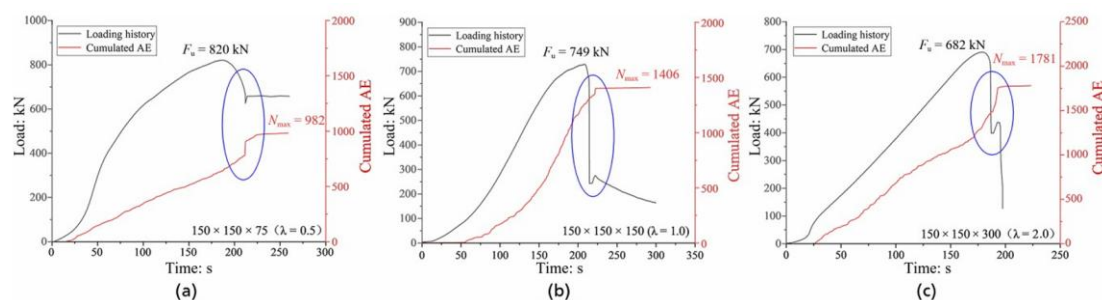 Loading history
Cumulated AE
Fu = 820 kN
Nmax = 982
150 × 150 × 75 (λ = 0.5)
Load: kN
0
200
400
600
800
1000
Time: s
0
50
100
150
200
250
300
Cumulated AE
0
500
1000
1500
2000
(a)
Loading history
Cumulated AE
Fu = 749 kN
Nmax = 1406
150 × 150 × 150 (λ = 1.0)
Load: kN
0
100
200
300
400
500
600
700
800
900
Time: s
0
50
100
150
200
250
300
350
Cumulated AE
0
500
1000
1500
2000
(b)
Loading history
Cumulated AE
Fu = 682 kN
Nmax = 1781
150 × 150 × 300 (λ = 2.0)
Load: kN
0
100
200
300
400
500
600
700
800
Time: s
0
50
100
150
200
250
Cumulated AE
0
500
1000
1500
2000
2500
(c)